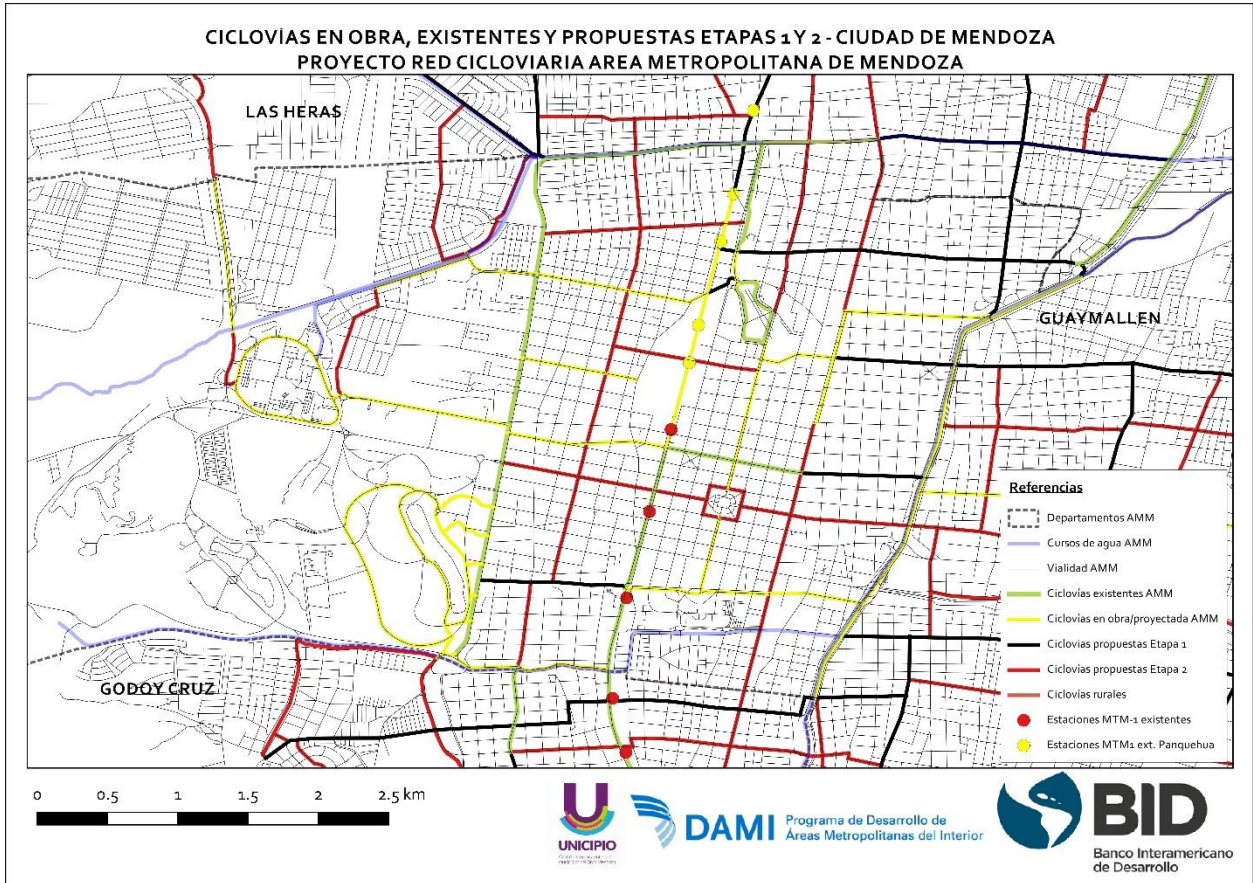 CICLOVÍAS EN OBRA, EXISTENTES Y PROPUESTAS ETAPAS 1 Y 2 - CIUDAD DE MENDOZA
PROYECTO RED CICLOVIARIA AREA METROPOLITANA DE MENDOZA
LAS HERAS
GUAYMALLEN
GODOY CRUZ
Referencias
Departamentos AMM
Cursos de agua AMM
Vialidad AMM
Ciclovías existentes AMM
Ciclovías en obra/proyectada AMM
Ciclovías propuestas Etapa 1
Ciclovías propuestas Etapa 2
Ciclovías rurales
Estaciones MTM-1 existentes
Estaciones MTM1 ext. Panquehua
0 0.5 1 1.5 2 2.5 km
UNICIPIO
DAMI
Programa de Desarrollo de
Áreas Metropolitanas del Interior
BID
Banco Interamericano
de Desarrollo